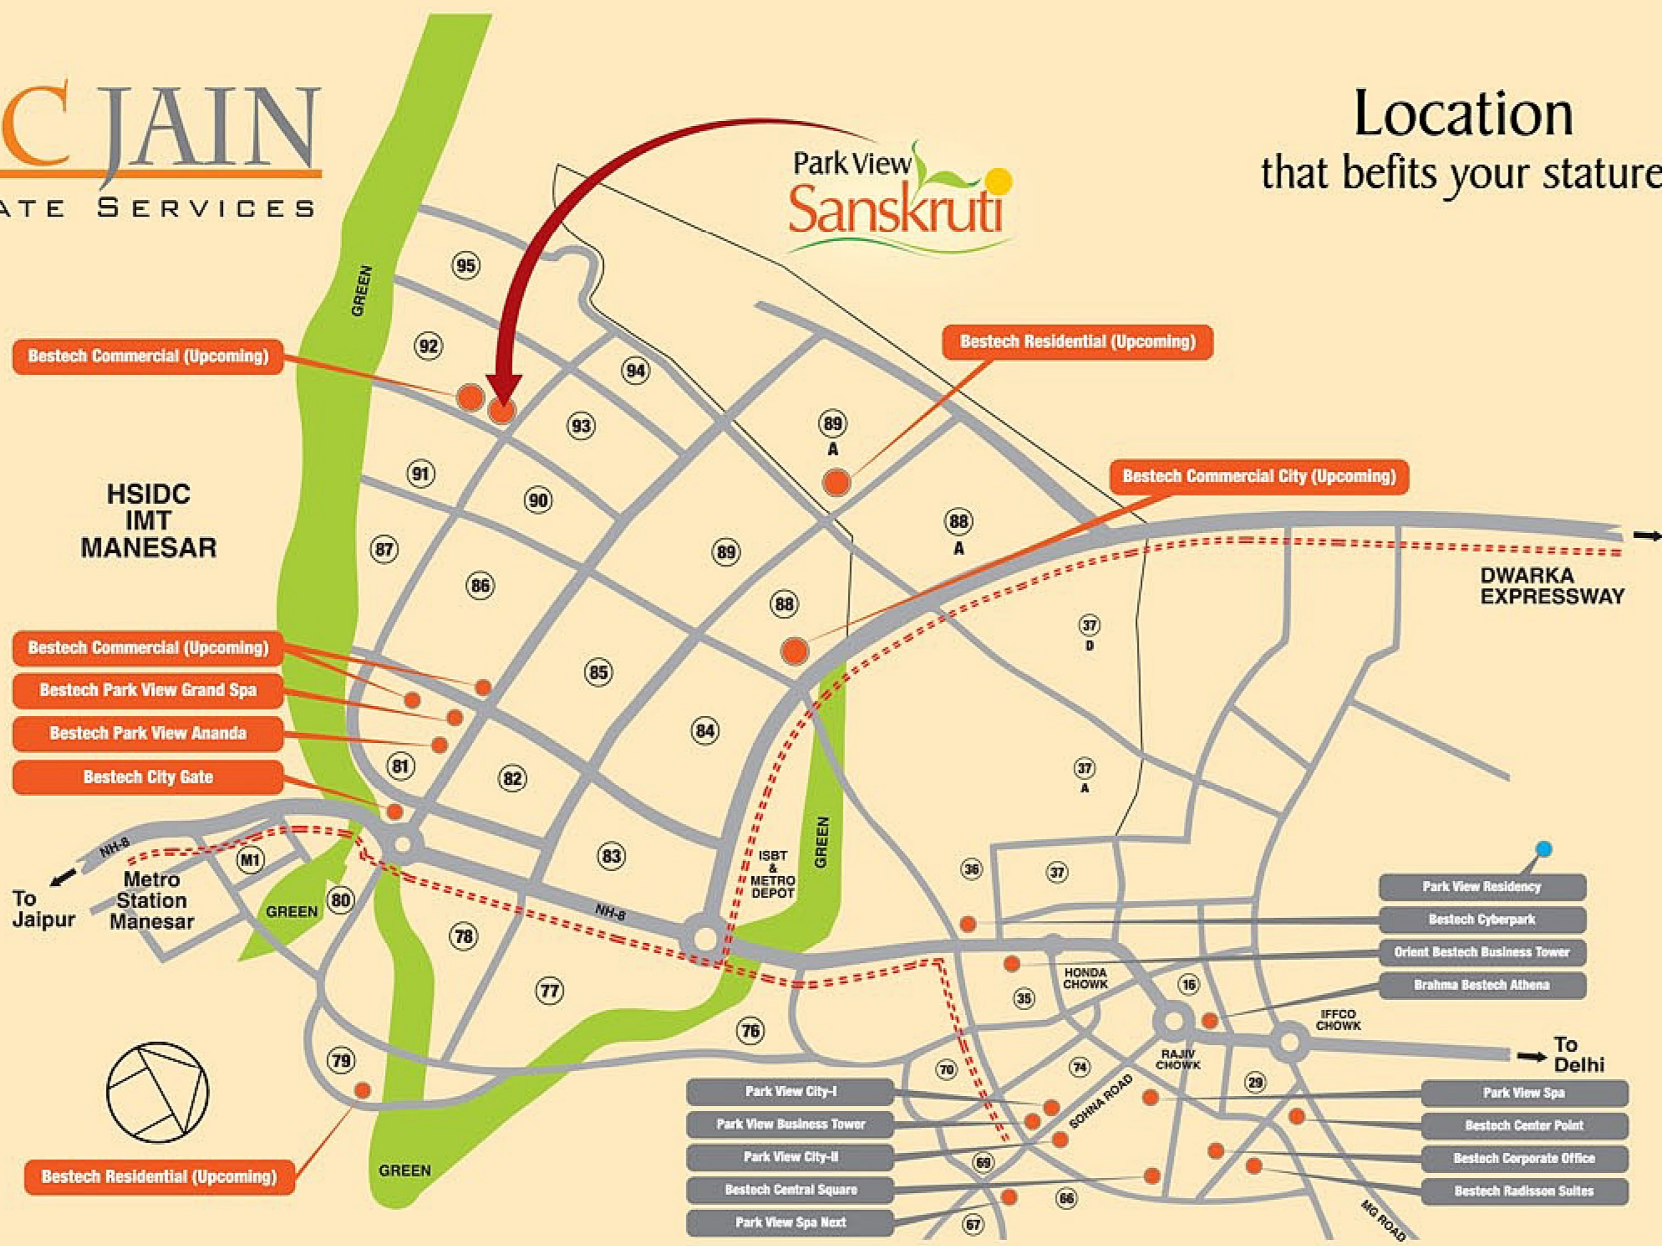 C JAIN
ATE SERVICES
Location
that befits your stature
Park View
Sanskruti
GREEN
95
92
94
93
91
90
87
86
89
89
A
88
A
88
85
84
81
82
83
37
D
37
A
36
37
Bestech Commercial (Upcoming)
Bestech Residential (Upcoming)
Bestech Commercial City (Upcoming)
HSIDC
IMT
MANESAR
DWARKA
EXPRESSWAY
Bestech Commercial (Upcoming)
Bestech Park View Grand Spa
Bestech Park View Ananda
Bestech City Gate
NH-8
To
Jaipur
Metro
Station
Manesar
M1
GREEN
80
78
77
76
79
NH-8
ISBT
&
METRO
DEPOT
GREEN
GREEN
Bestech Residential (Upcoming)
Park View Residency
Bestech Cyberpark
Orient Bestech Business Tower
Brahma Bestech Athena
HONDA
CHOWK
35
16
IFFCO
CHOWK
RAJIV
CHOWK
To
Delhi
70
74
29
SOHNA ROAD
Park View City-I
Park View Business Tower
Park View City-II
Bestech Central Square
Park View Spa Next
69
66
67
Park View Spa
Bestech Center Point
Bestech Corporate Office
Bestech Radisson Suites
MG ROAD